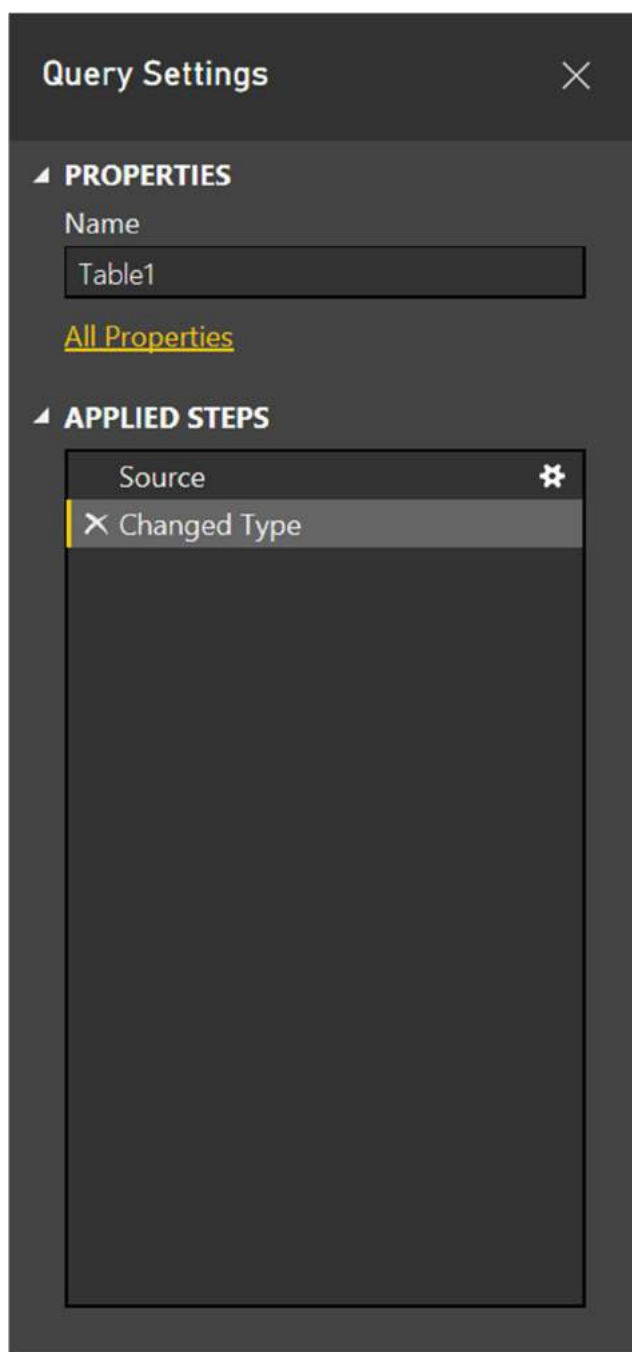 Query Settings
PROPERTIES
Name
Table1
All Properties
APPLIED STEPS
Source
Changed Type